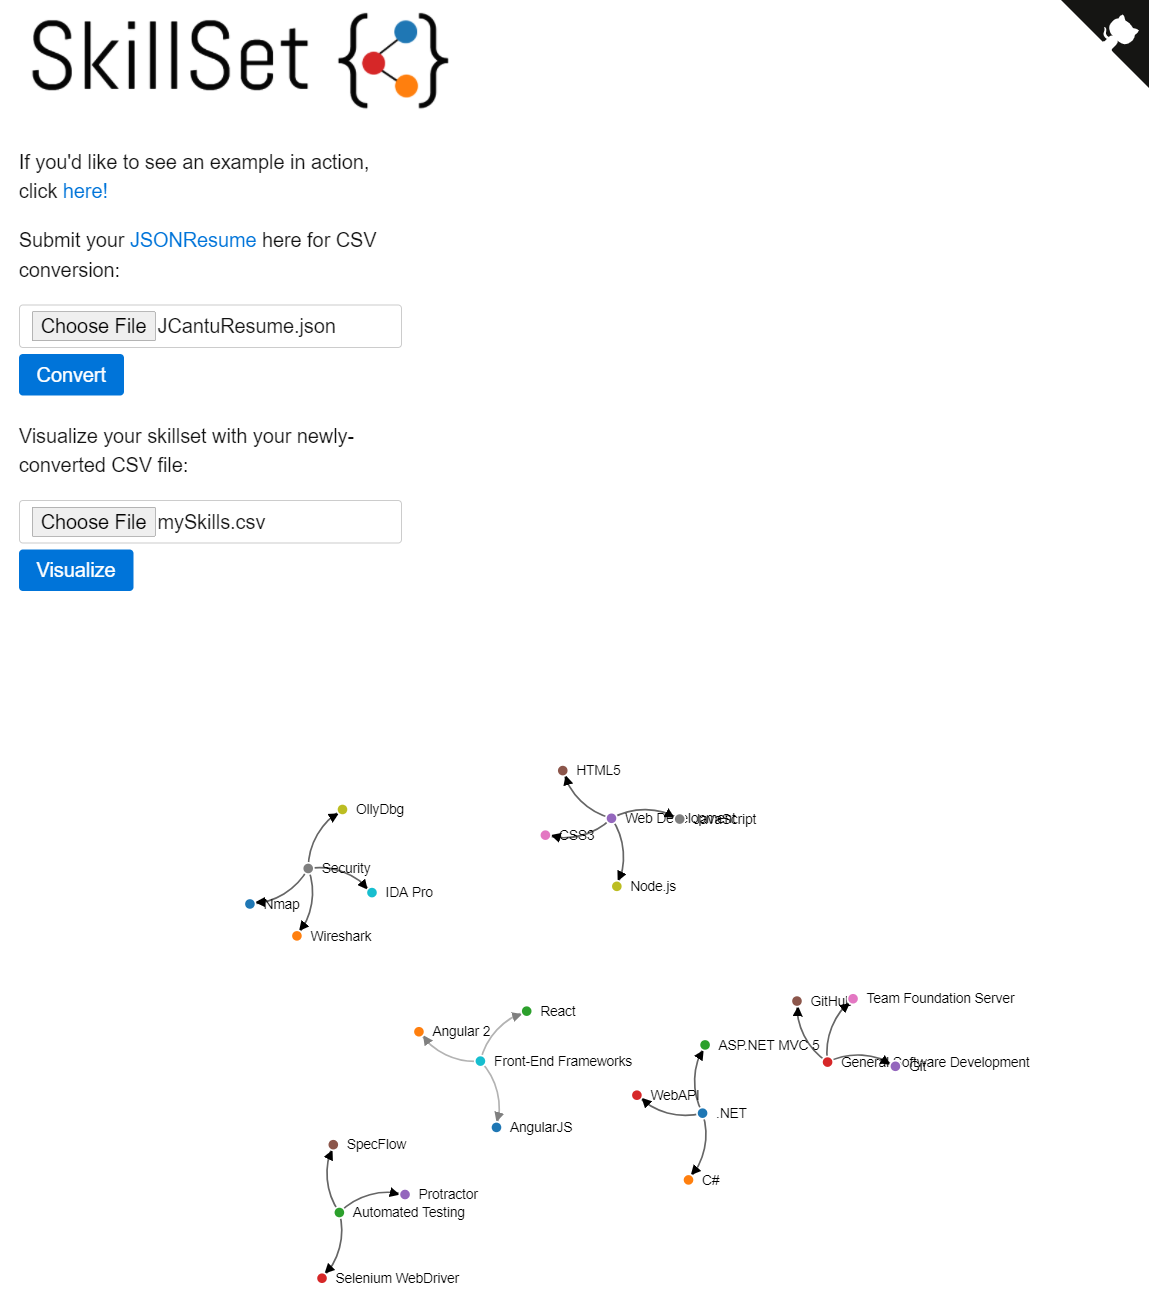 SkillSet
If you'd like to see an example in action,
click here!
Submit your JSONResume here for CSV
conversion:
Choose File JCantuResume.json
Convert
Visualize your skillset with your newly-
converted CSV file:
Choose File mySkills.csv
Visualize
HTML5
OllyDbg
Web Development
JavaScript
CSS3
Security
Node.js
IDA Pro
Nmap
Wireshark
GitHub
Team Foundation Server
React
Angular 2
ASP.NET MVC 5
Front-End Frameworks
General Software Development
Git
WebAPI
.NET
AngularJS
SpecFlow
C#
Protractor
Automated Testing
Selenium WebDriver